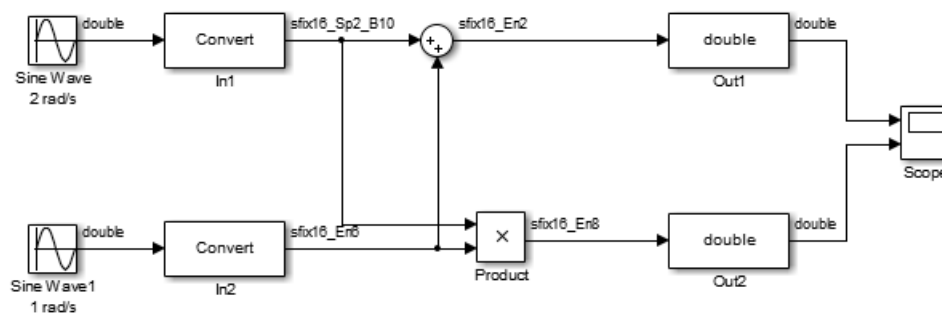 double
Convert
sfix16_Sp2_B10
sfix16_En2
double
double
Sine Wave
2 rad/s
In1
Out1
Scope
double
Convert
sfix16_En6
×
sfix16_En8
double
double
Sine Wave1
1 rad/s
In2
Product
Out2